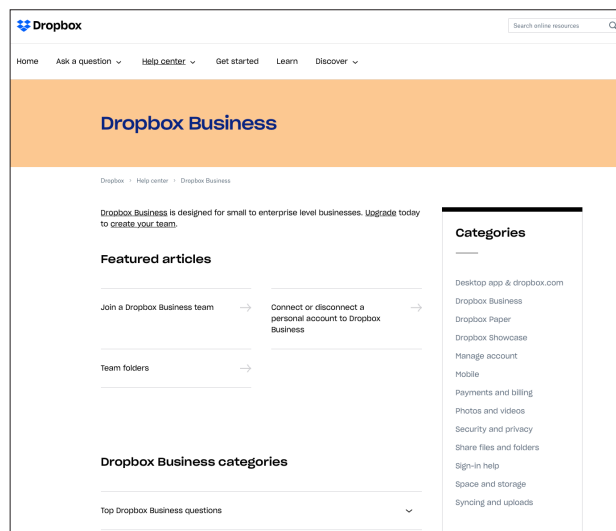 Dropbox
Search online resources
Home Ask a question Help center Get started Learn Discover
Dropbox Business
Dropbox Help center Dropbox Business
Dropbox Business is designed for small to enterprise level businesses. Upgrade today
to create your team.
Featured articles
Join a Dropbox Business team
Connect or disconnect a
personal account to Dropbox
Business
Team folders
Dropbox Business categories
Top Dropbox Business questions
Categories
Desktop app & dropbox.com
Dropbox Business
Dropbox Paper
Dropbox Showcase
Manage account
Mobile
Payments and billing
Photos and videos
Security and privacy
Share files and folders
Sign-in help
Space and storage
Syncing and uploads